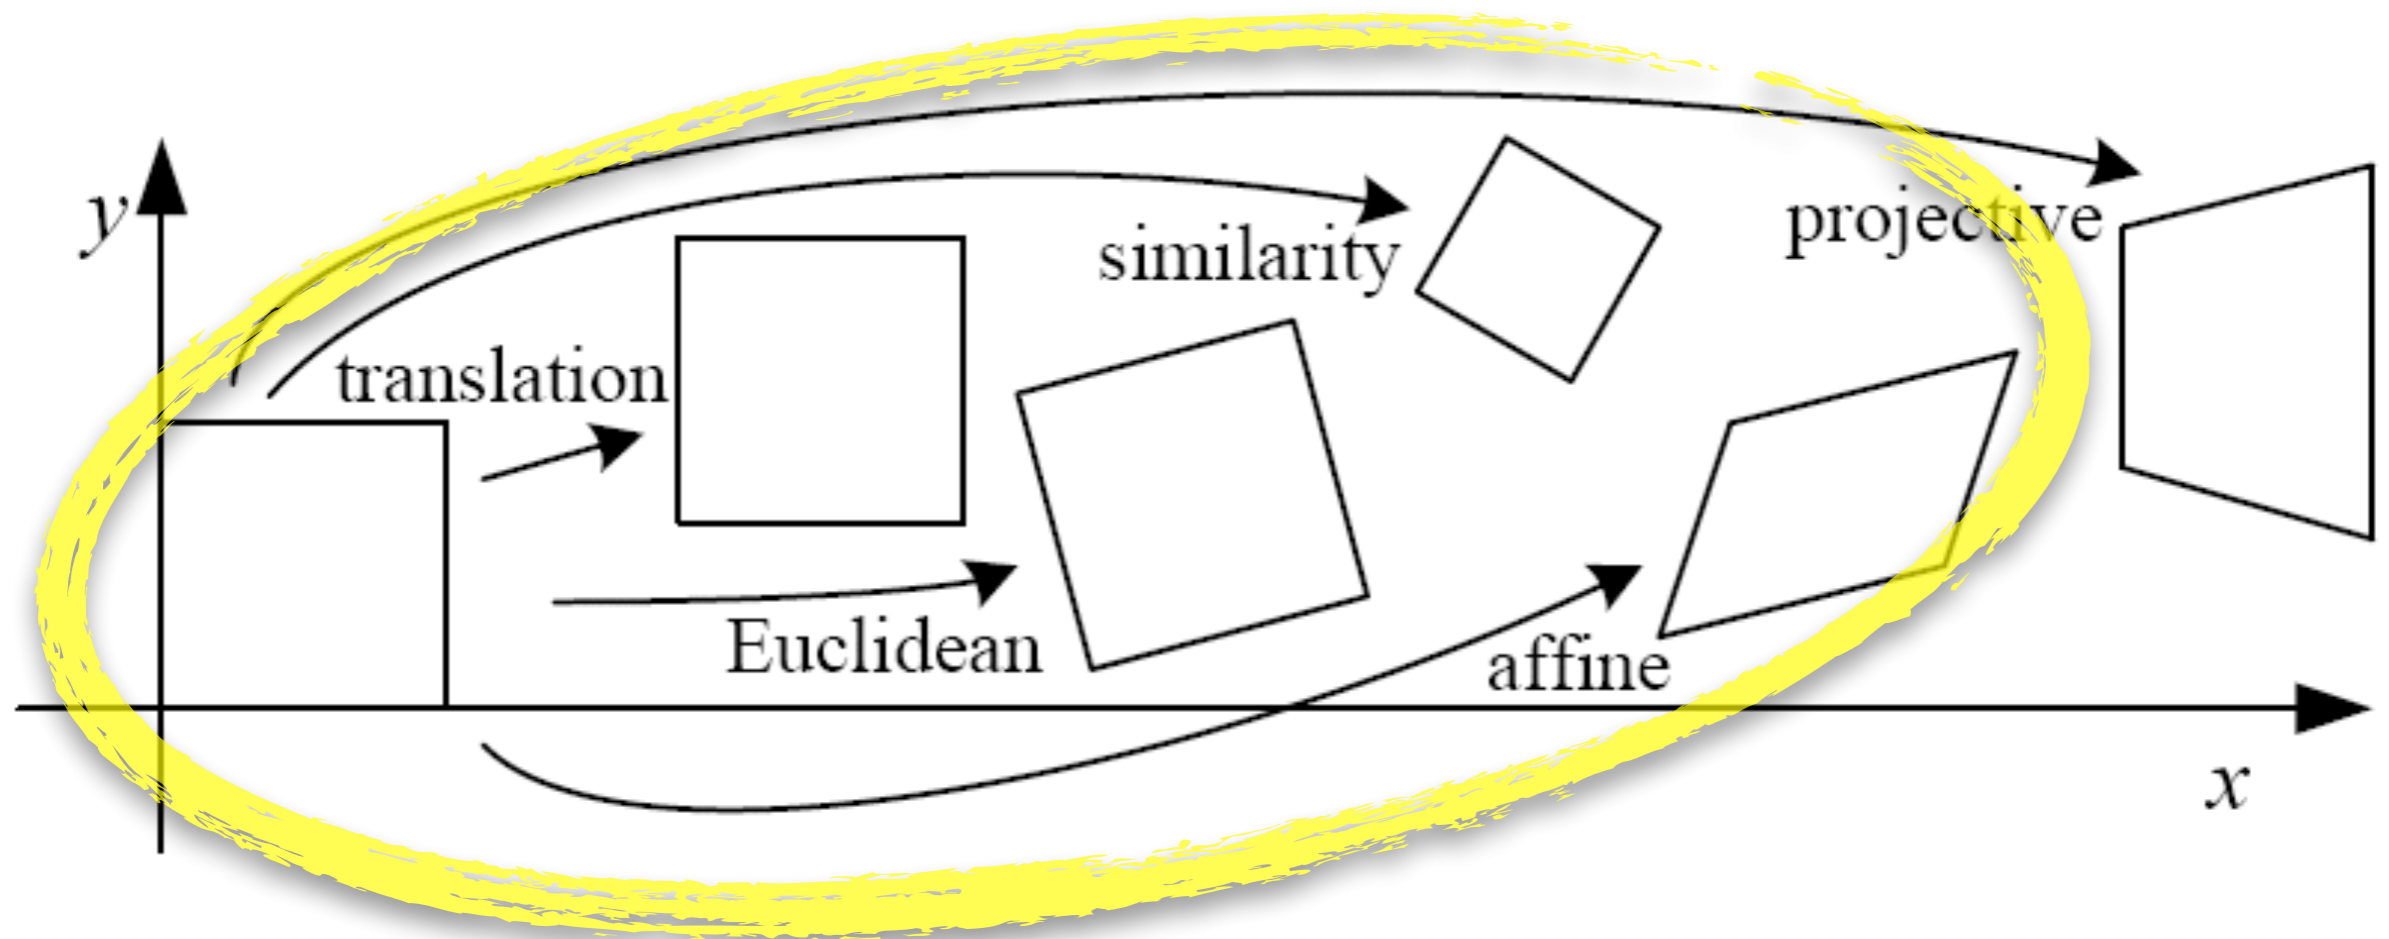 y
projective
similarity
translation
Euclidean
affine
x